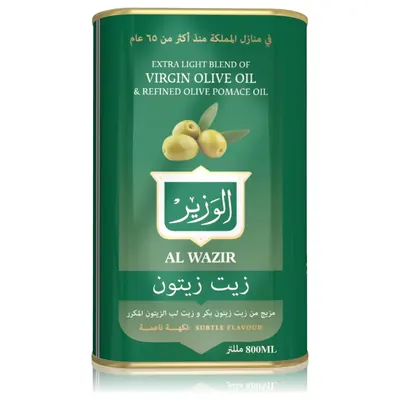 في منازل المملكة منذ أكثر من ٦٥ عام
EXTRA LIGHT BLEND OF
VIRGIN OLIVE OIL
& REFINED OLIVE POMACE OIL
الوزير
AL WAZIR
زيت زيتون
مزيج من زيت زيتون بكر و زيت لب الزيتون المكرر
نكهة ناعمة SUBTLE FLAVOUR
800ML مللتر